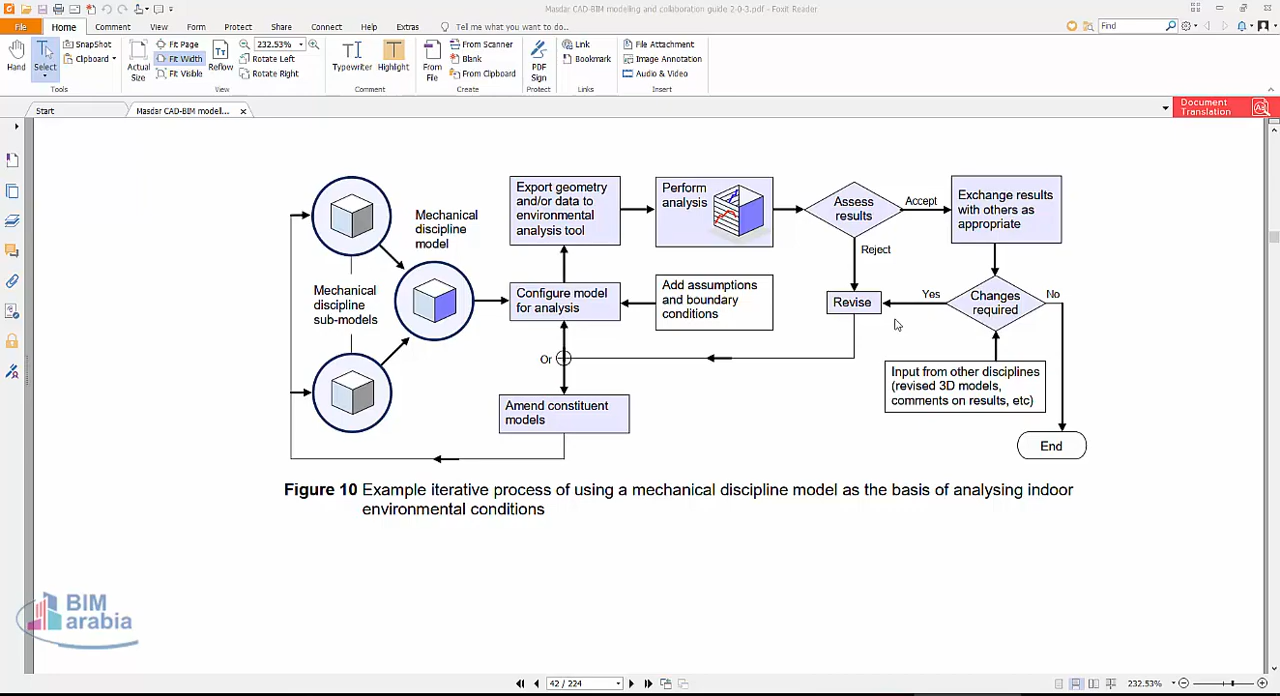 Masdar CAD-BIM modeling and collaboration guide 2-0-3.pdf - Foxit Reader
File
Home
Comment
View
Form
Protect
Share
Connect
Help
Extras
Tell me what you want to do...
Find
Hand
Select
SnapShot
Clipboard
Tools
Actual
Size
Fit Page
Fit Width
Fit Visible
Reflow
232.53%
Rotate Left
Rotate Right
View
Typewriter
Highlight
Comment
From
File
From Scanner
Blank
From Clipboard
Create
PDF
Sign
Protect
Link
Bookmark
Links
File Attachment
Image Annotation
Audio & Video
Insert
Start
Masdar CAD-BIM modell...
Document
Translation
Mechanical
discipline
model
Mechanical
discipline
sub-models
Export geometry
and/or data to
environmental
analysis tool
Perform
analysis
Assess
results
Accept
Reject
Exchange results
with others as
appropriate
Configure model
for analysis
Add assumptions
and boundary
conditions
Revise
Yes
Changes
required
No
Or
Amend constituent
models
Input from other disciplines
(revised 3D models,
comments on results, etc)
End
Figure 10 Example iterative process of using a mechanical discipline model as the basis of analysing indoor
environmental conditions
BIM
arabia
42 / 224
232.53%